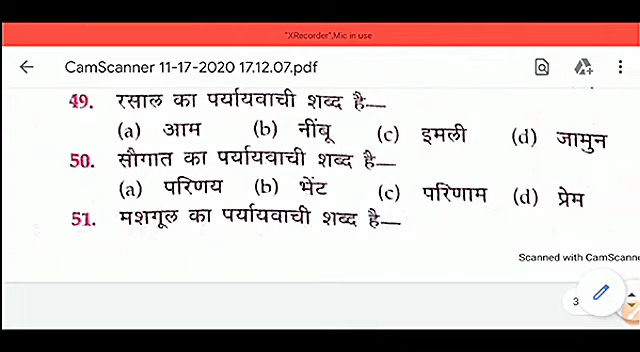 "XRecorder",Mic in use
CamScanner 11-17-2020 17.12.07.pdf
49. रसाल का पर्यायवाची शब्द है—
(a) आम (b) नींबू (c) इमली (d) जामुन
50. सौगात का पर्यायवाची शब्द है—
(a) परिणय (b) भेंट (c) परिणाम (d) प्रेम
51. मशगूल का पर्यायवाची शब्द है—
Scanned with CamScanne
3